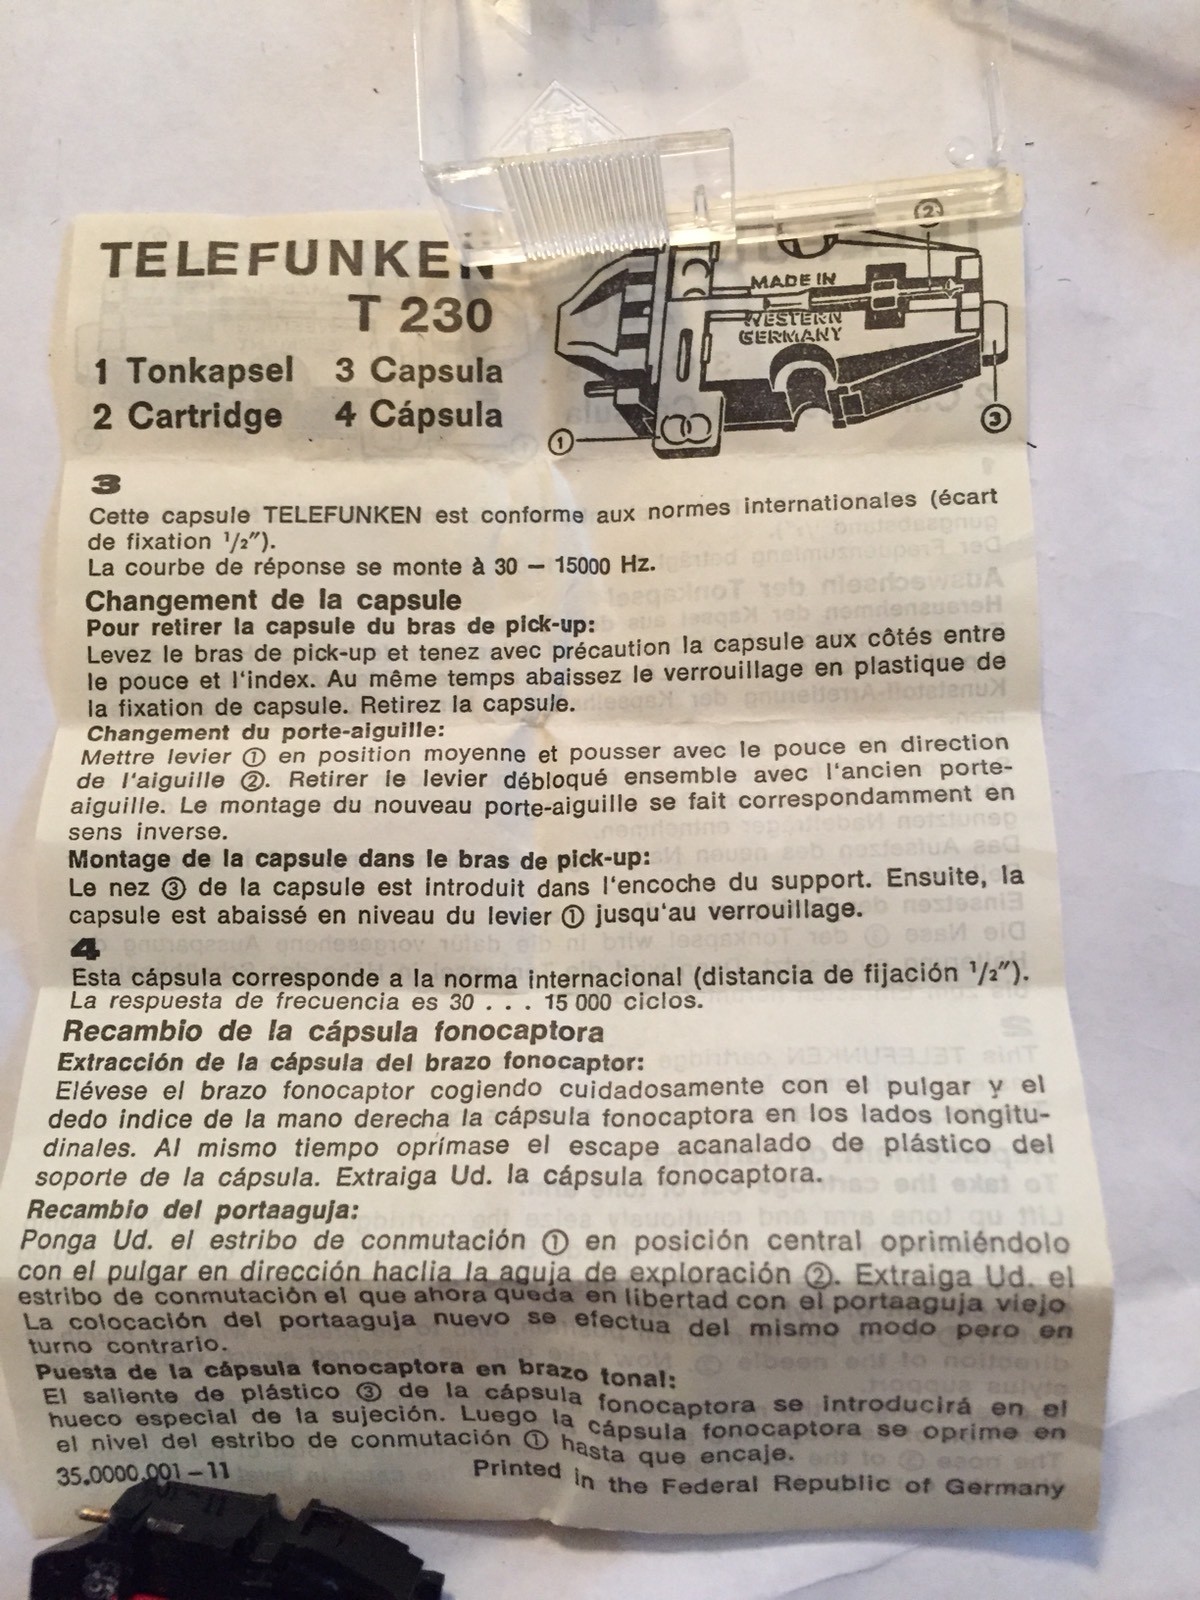 TELEFUNKEN
T 230
1 Tonkapsel 3 Capsula
2 Cartridge 4 Cápsula
MADE IN
WESTERN
GERMANY
①
②
③
3
Cette capsule TELEFUNKEN est conforme aux normes internationales (écart
de fixation ¹/₂″).
La courbe de réponse se monte à 30 – 15000 Hz.
Changement de la capsule
Pour retirer la capsule du bras de pick-up:
Levez le bras de pick-up et tenez avec précaution la capsule aux côtés entre
le pouce et l'index. Au même temps abaissez le verrouillage en plastique de
la fixation de capsule. Retirez la capsule.
Changement du porte-aiguille:
Mettre levier ① en position moyenne et pousser avec le pouce en direction
de l'aiguille ②. Retirer le levier débloqué ensemble avec l'ancien porte-
aiguille. Le montage du nouveau porte-aiguille se fait correspondamment en
sens inverse.
Montage de la capsule dans le bras de pick-up:
Le nez ③ de la capsule est introduit dans l'encoche du support. Ensuite, la
capsule est abaissé en niveau du levier ① jusqu'au verrouillage.
4
Esta cápsula corresponde a la norma internacional (distancia de fijación ¹/₂″).
La respuesta de frecuencia es 30 . . . 15 000 ciclos.
Recambio de la cápsula fonocaptora
Extracción de la cápsula del brazo fonocaptor:
Elévese el brazo fonocaptor cogiendo cuidadosamente con el pulgar y el
dedo indice de la mano derecha la cápsula fonocaptora en los lados longitu-
dinales. Al mismo tiempo oprímase el escape acanalado de plástico del
soporte de la cápsula. Extraiga Ud. la cápsula fonocaptora.
Recambio del portaaguja:
Ponga Ud. el estribo de conmutación ① en posición central oprimiéndolo
con el pulgar en dirección haclia la aguja de exploración ②. Extraiga Ud. el
estribo de conmutación el que ahora queda en libertad con el portaaguja viejo
La colocación del portaaguja nuevo se efectua del mismo modo pero en
turno contrario.
Puesta de la cápsula fonocaptora en brazo tonal:
El saliente de plástico ③ de la cápsula fonocaptora se introducirá en el
hueco especial de la sujeción. Luego la cápsula fonocaptora se oprime en
el nivel del estribo de conmutación ① hasta que encaje.
35.0000.001 – 11 Printed in the Federal Republic of Germany